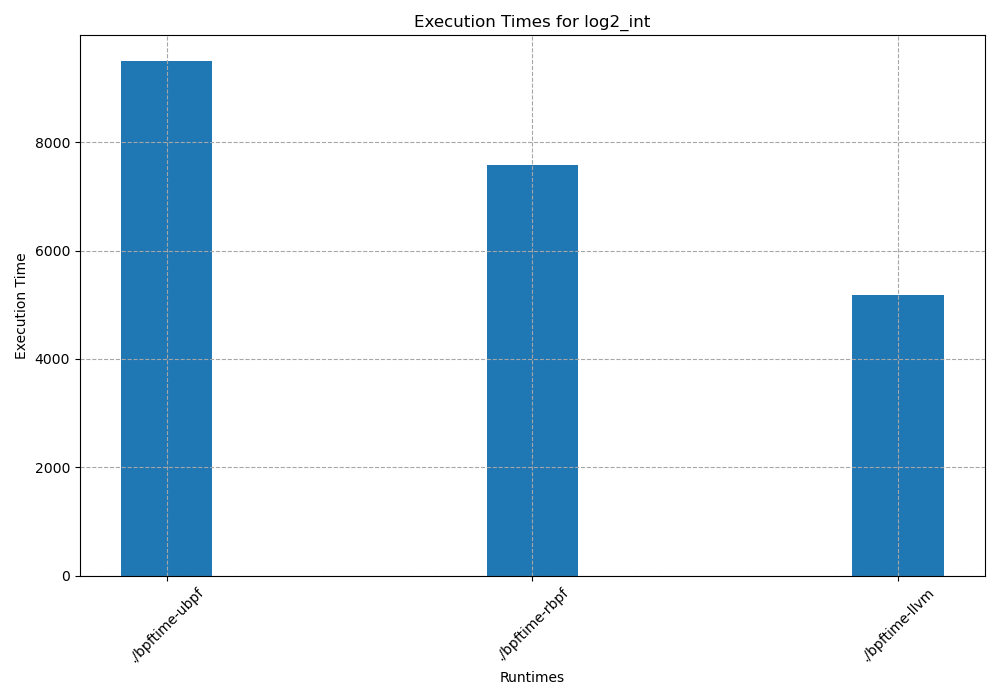 Execution Times for log2_int
Execution Time
8000
6000
4000
2000
0
./bpftime-ubpf
./bpftime-rbpf
./bpftime-llvm
Runtimes